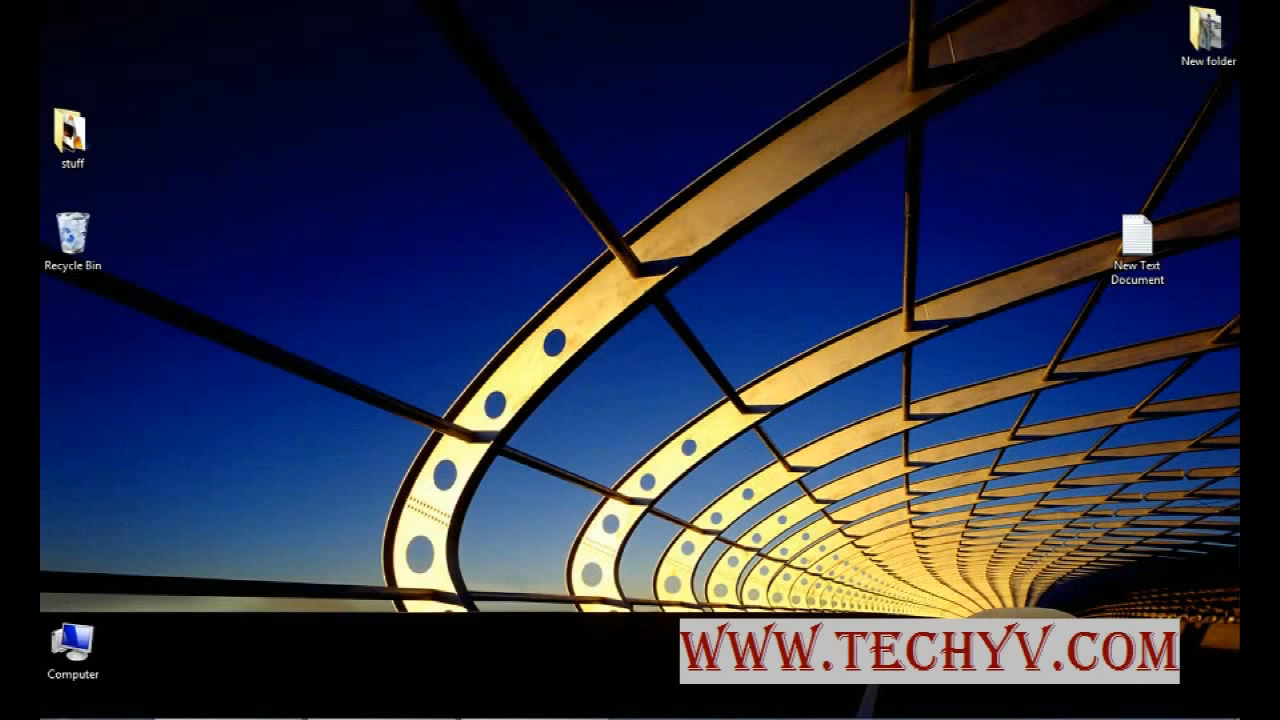 New folder
stuff
Recycle Bin
New Text
Document
Computer
WWW.TECHYV.COM